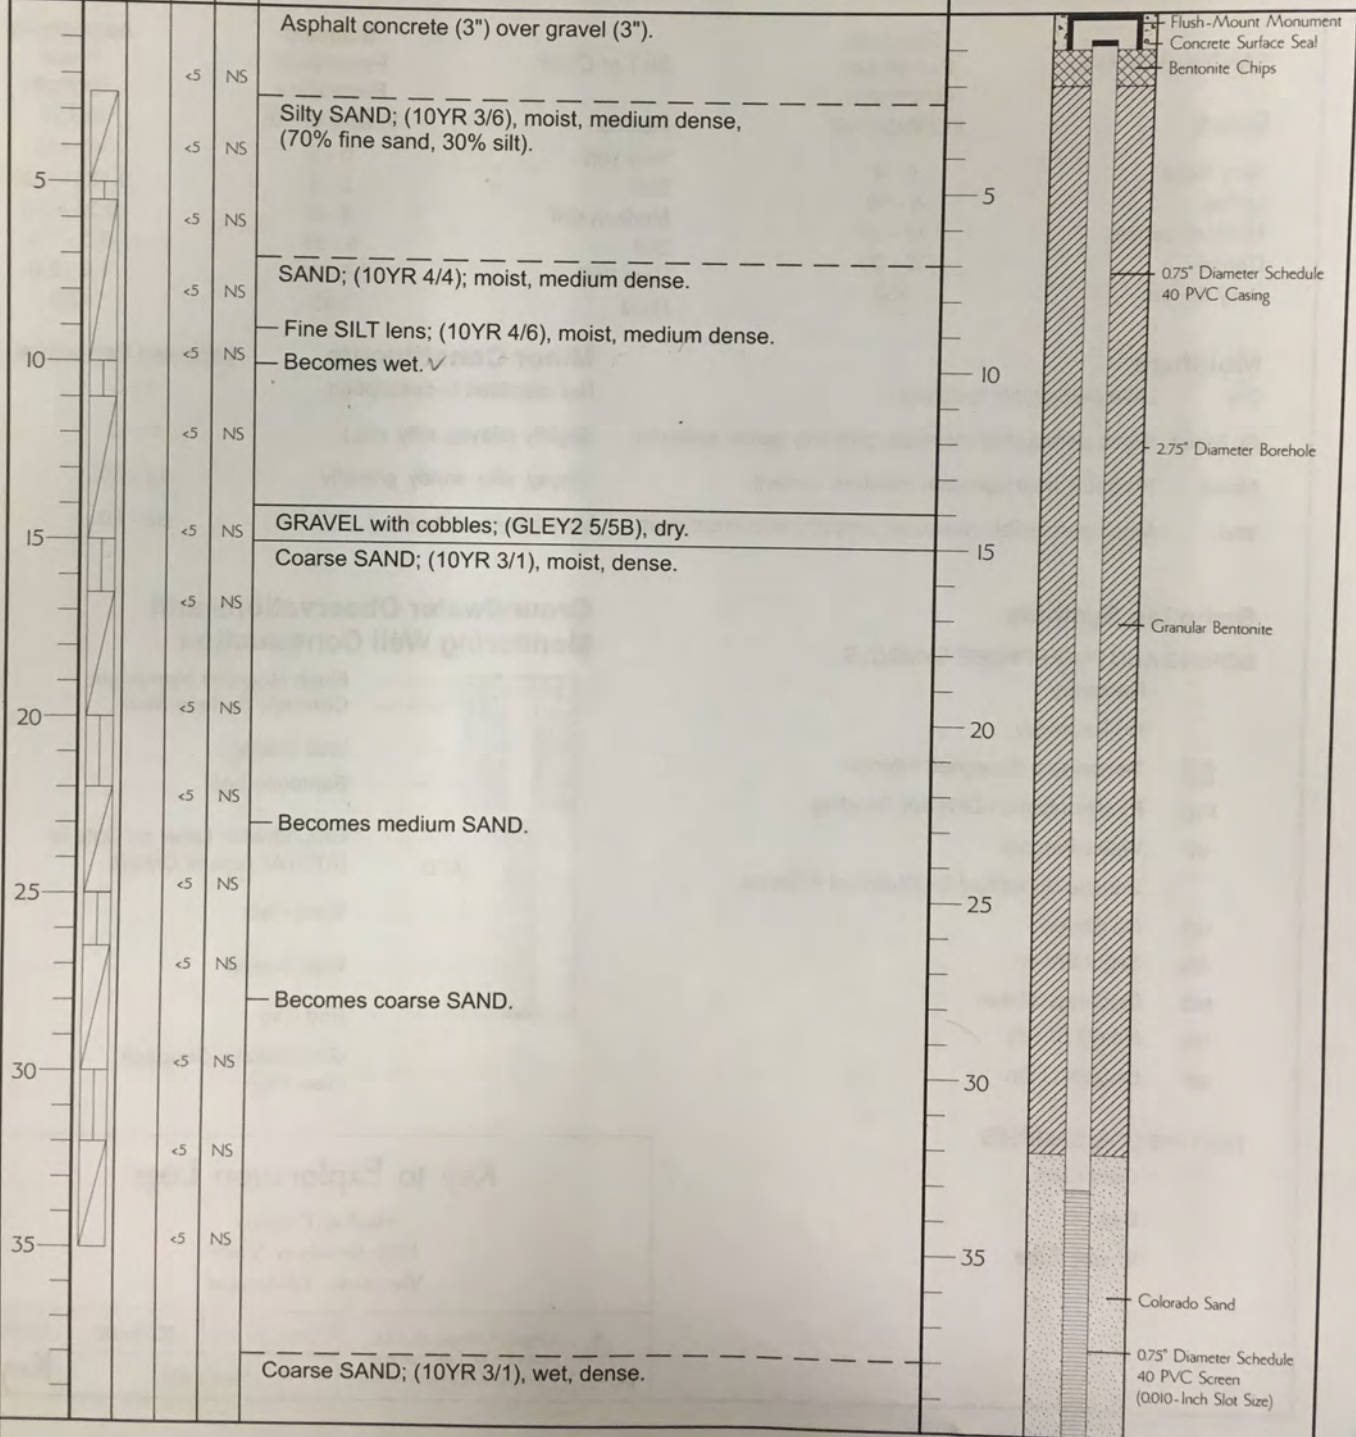 Asphalt concrete (3") over gravel (3").
<5 NS
Silty SAND; (10YR 3/6), moist, medium dense,
(70% fine sand, 30% silt).
<5 NS
5
<5 NS
SAND; (10YR 4/4); moist, medium dense.
<5 NS
Fine SILT lens; (10YR 4/6), moist, medium dense.
10
<5 NS
Becomes wet.
<5 NS
15
<5 NS
GRAVEL with cobbles; (GLEY2 5/5B), dry.
Coarse SAND; (10YR 3/1), moist, dense.
<5 NS
20
<5 NS
<5 NS
Becomes medium SAND.
25
<5 NS
<5 NS
Becomes coarse SAND.
30
<5 NS
<5 NS
35
<5 NS
Coarse SAND; (10YR 3/1), wet, dense.
5
10
15
20
25
30
35
Flush-Mount Monument
Concrete Surface Seal
Bentonite Chips
0.75" Diameter Schedule
40 PVC Casing
2.75" Diameter Borehole
Granular Bentonite
Colorado Sand
0.75" Diameter Schedule
40 PVC Screen
(0.010-Inch Slot Size)